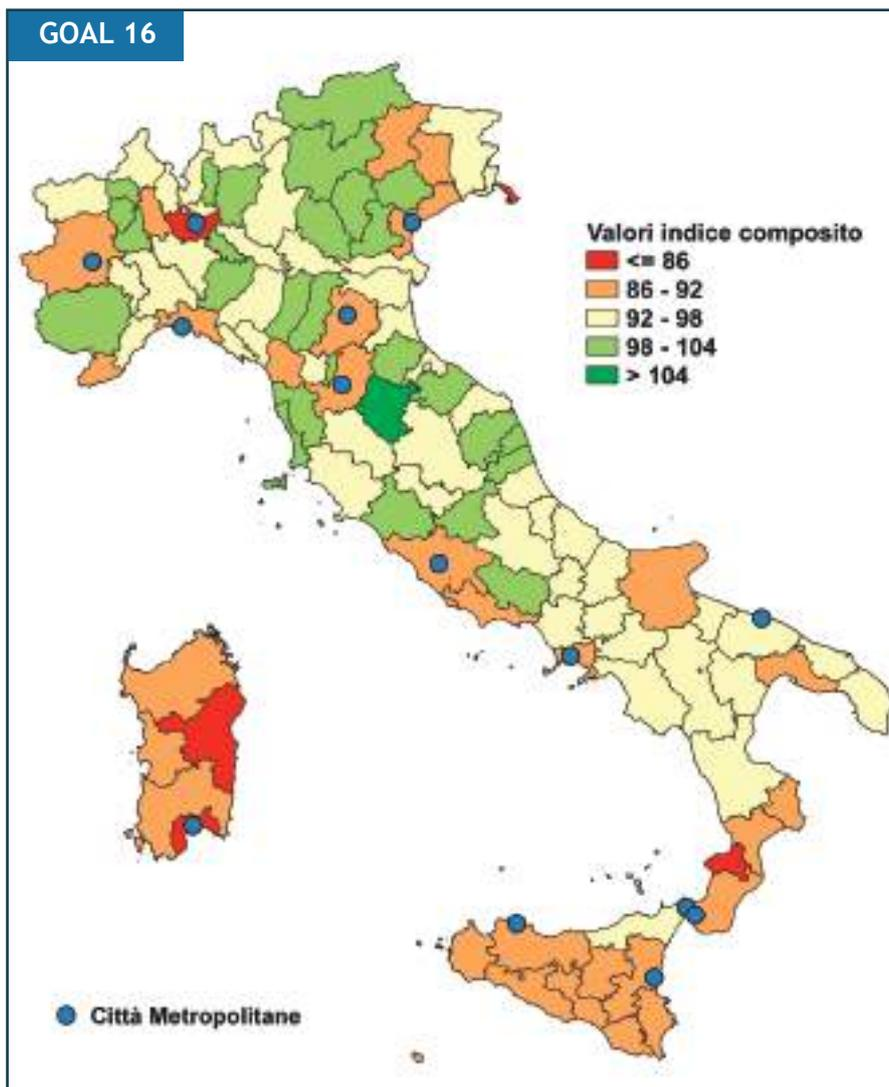 GOAL 16
Valori indice composito
<= 86
86 - 92
92 - 98
98 - 104
> 104
Città Metropolitane